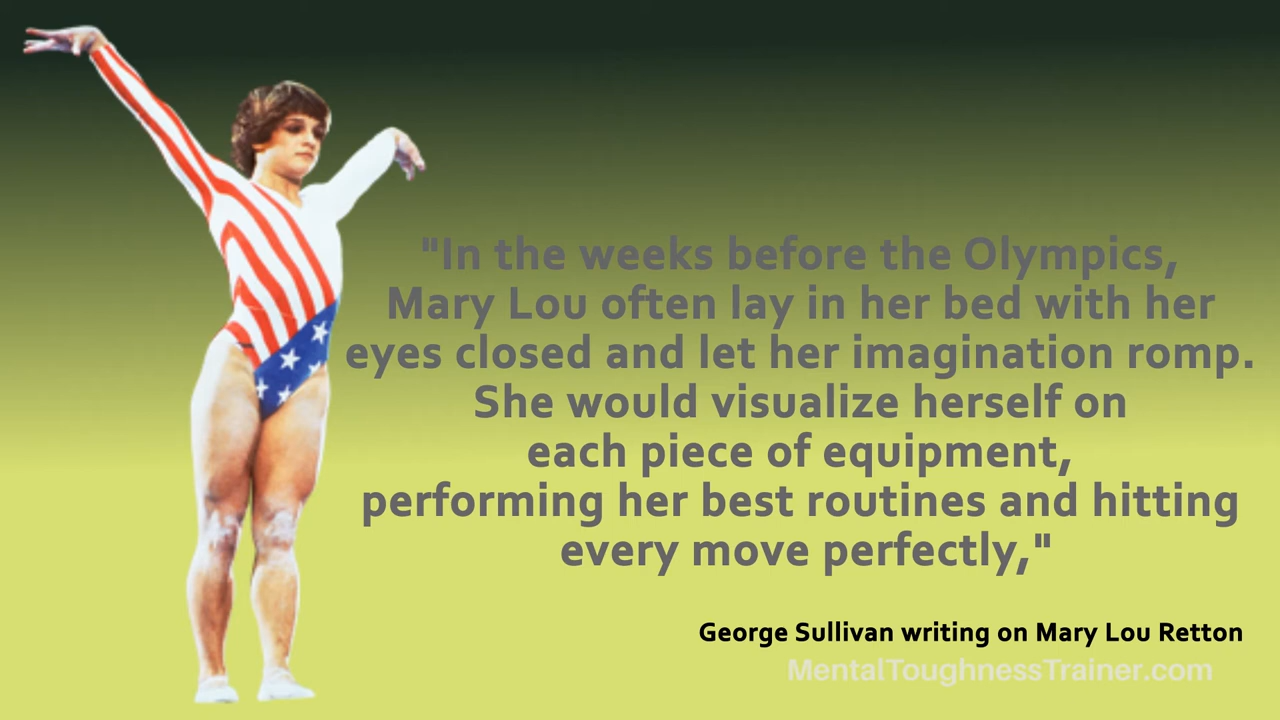 "In the weeks before the Olympics,
Mary Lou often lay in her bed with her
eyes closed and let her imagination romp.
She would visualize herself on
each piece of equipment,
performing her best routines and hitting
every move perfectly,"
George Sullivan writing on Mary Lou Retton
MentalToughnessTrainer.com